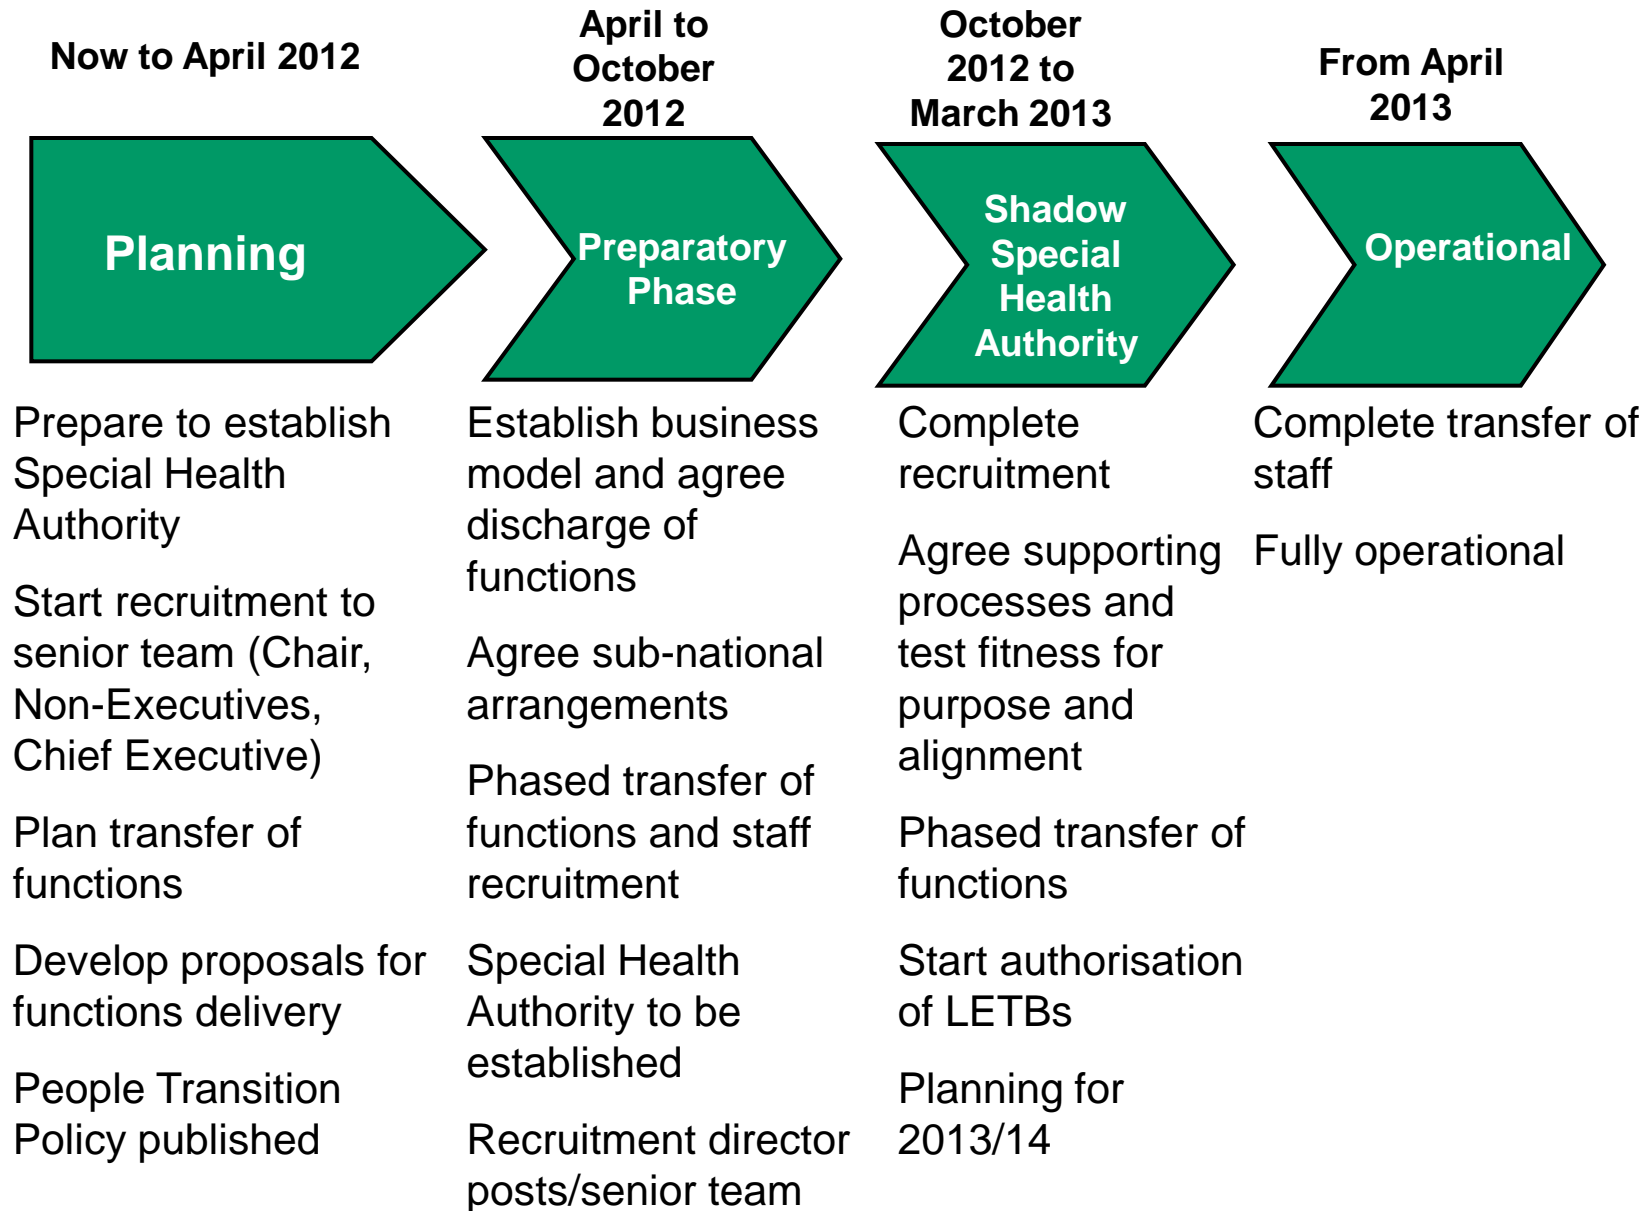 Now to April 2012
April to
October
2012
October
2012 to
March 2013
From April
2013
Planning
Preparatory
Phase
Shadow
Special
Health
Authority
Operational
Prepare to establish
Special Health
Authority
Start recruitment to
senior team (Chair,
Non-Executives,
Chief Executive)
Plan transfer of
functions
Develop proposals for
functions delivery
People Transition
Policy published
Establish business
model and agree
discharge of
functions
Agree sub-national
arrangements
Phased transfer of
functions and staff
recruitment
Special Health
Authority to be
established
Recruitment director
posts/senior team
Complete
recruitment
Agree supporting
processes and
test fitness for
purpose and
alignment
Phased transfer of
functions
Start authorisation
of LETBs
Planning for
2013/14
Complete transfer of
staff
Fully operational